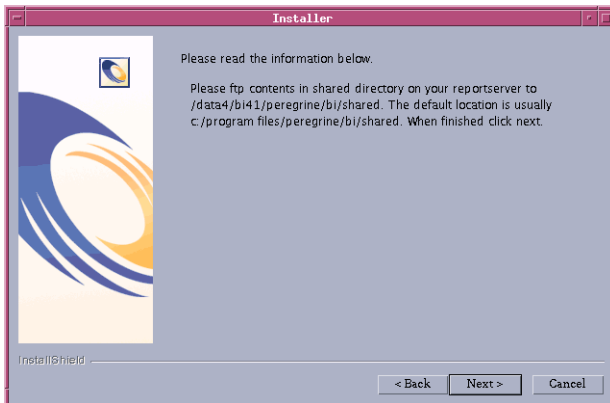 Installer
Please read the information below.
Please ftp contents in shared directory on your reportserver to
/data4/bi41/peregrine/bi/shared. The default location is usually
c:/program files/peregrine/bi/shared. When finished click next.
InstallShield
< Back Next > Cancel